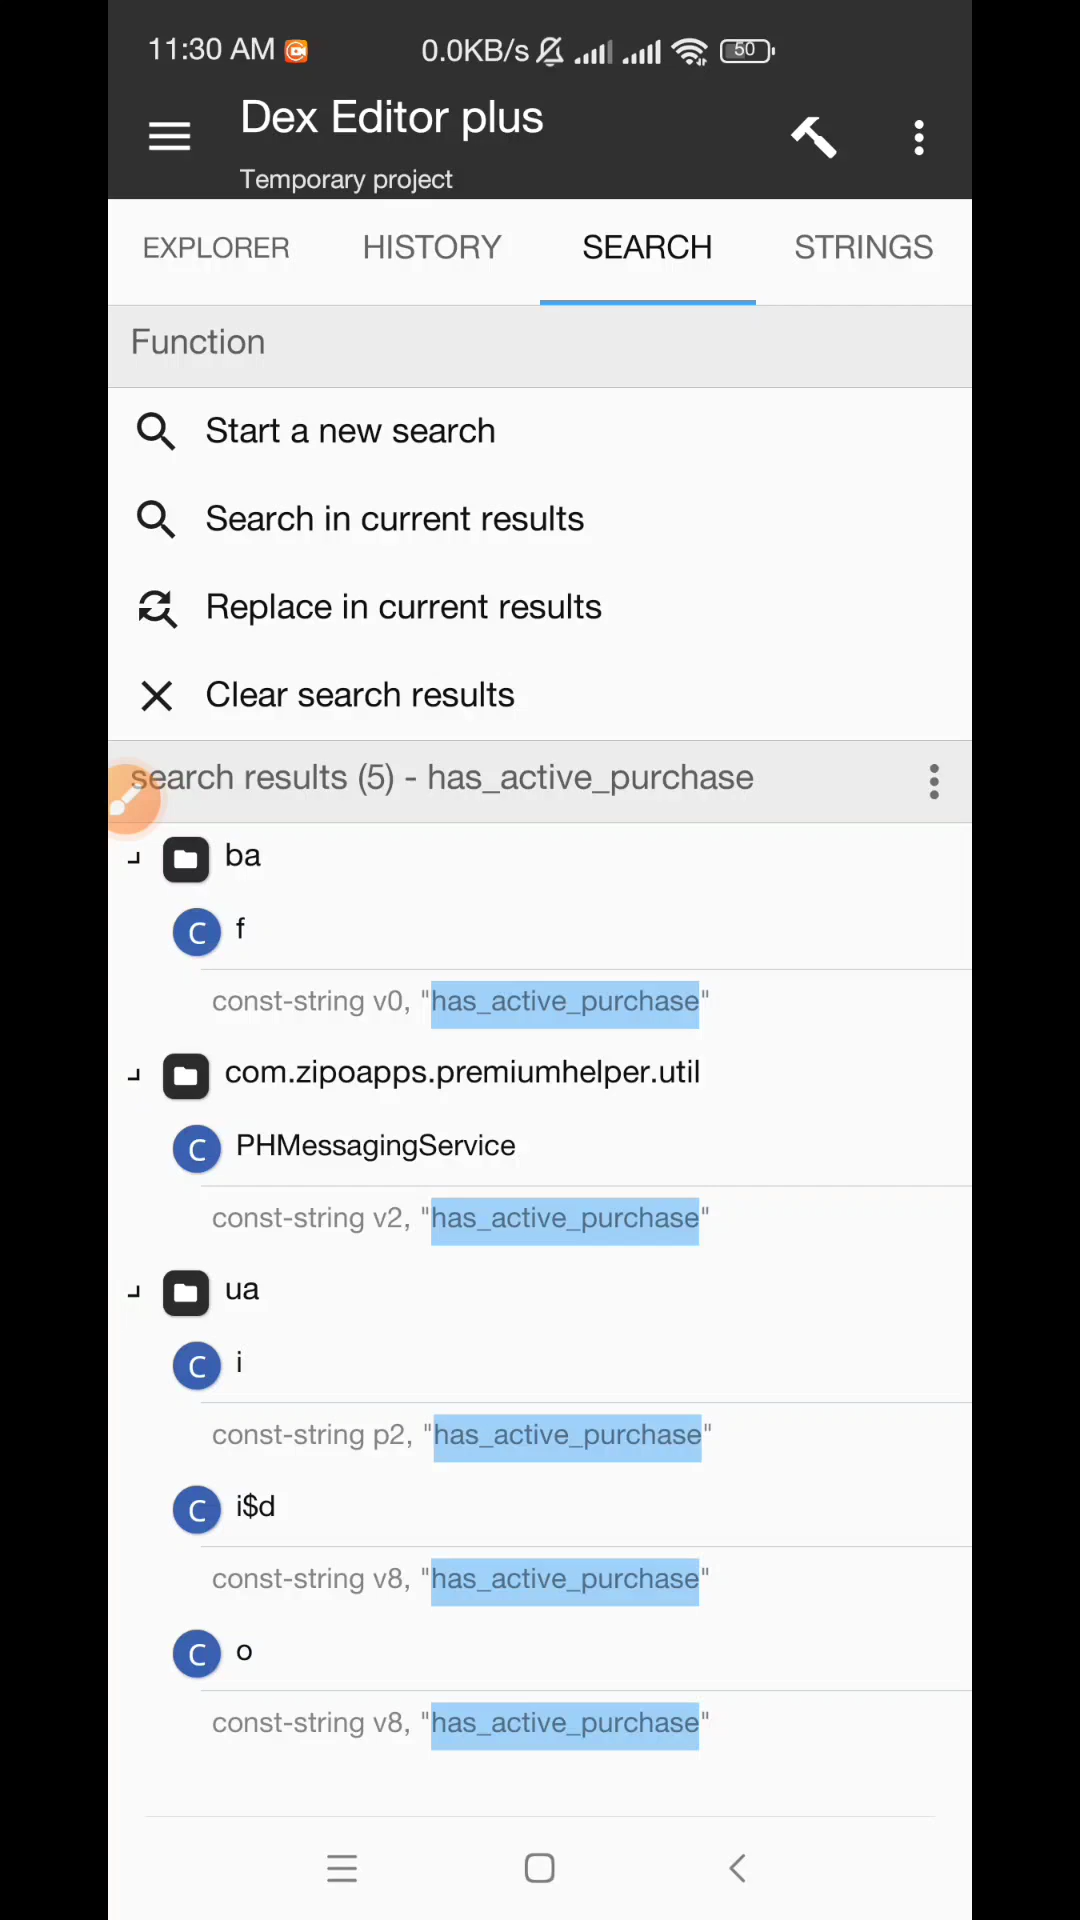 11:30 AM 0.0KB/s 50
Dex Editor plus
Temporary project
EXPLORER HISTORY SEARCH STRINGS
Function
Start a new search
Search in current results
Replace in current results
Clear search results
search results (5) - has_active_purchase
ba
C f
const-string v0, "has_active_purchase"
com.zipoapps.premiumhelper.util
C PHMessagingService
const-string v2, "has_active_purchase"
ua
C i
const-string p2, "has_active_purchase"
C i$d
const-string v8, "has_active_purchase"
C o
const-string v8, "has_active_purchase"